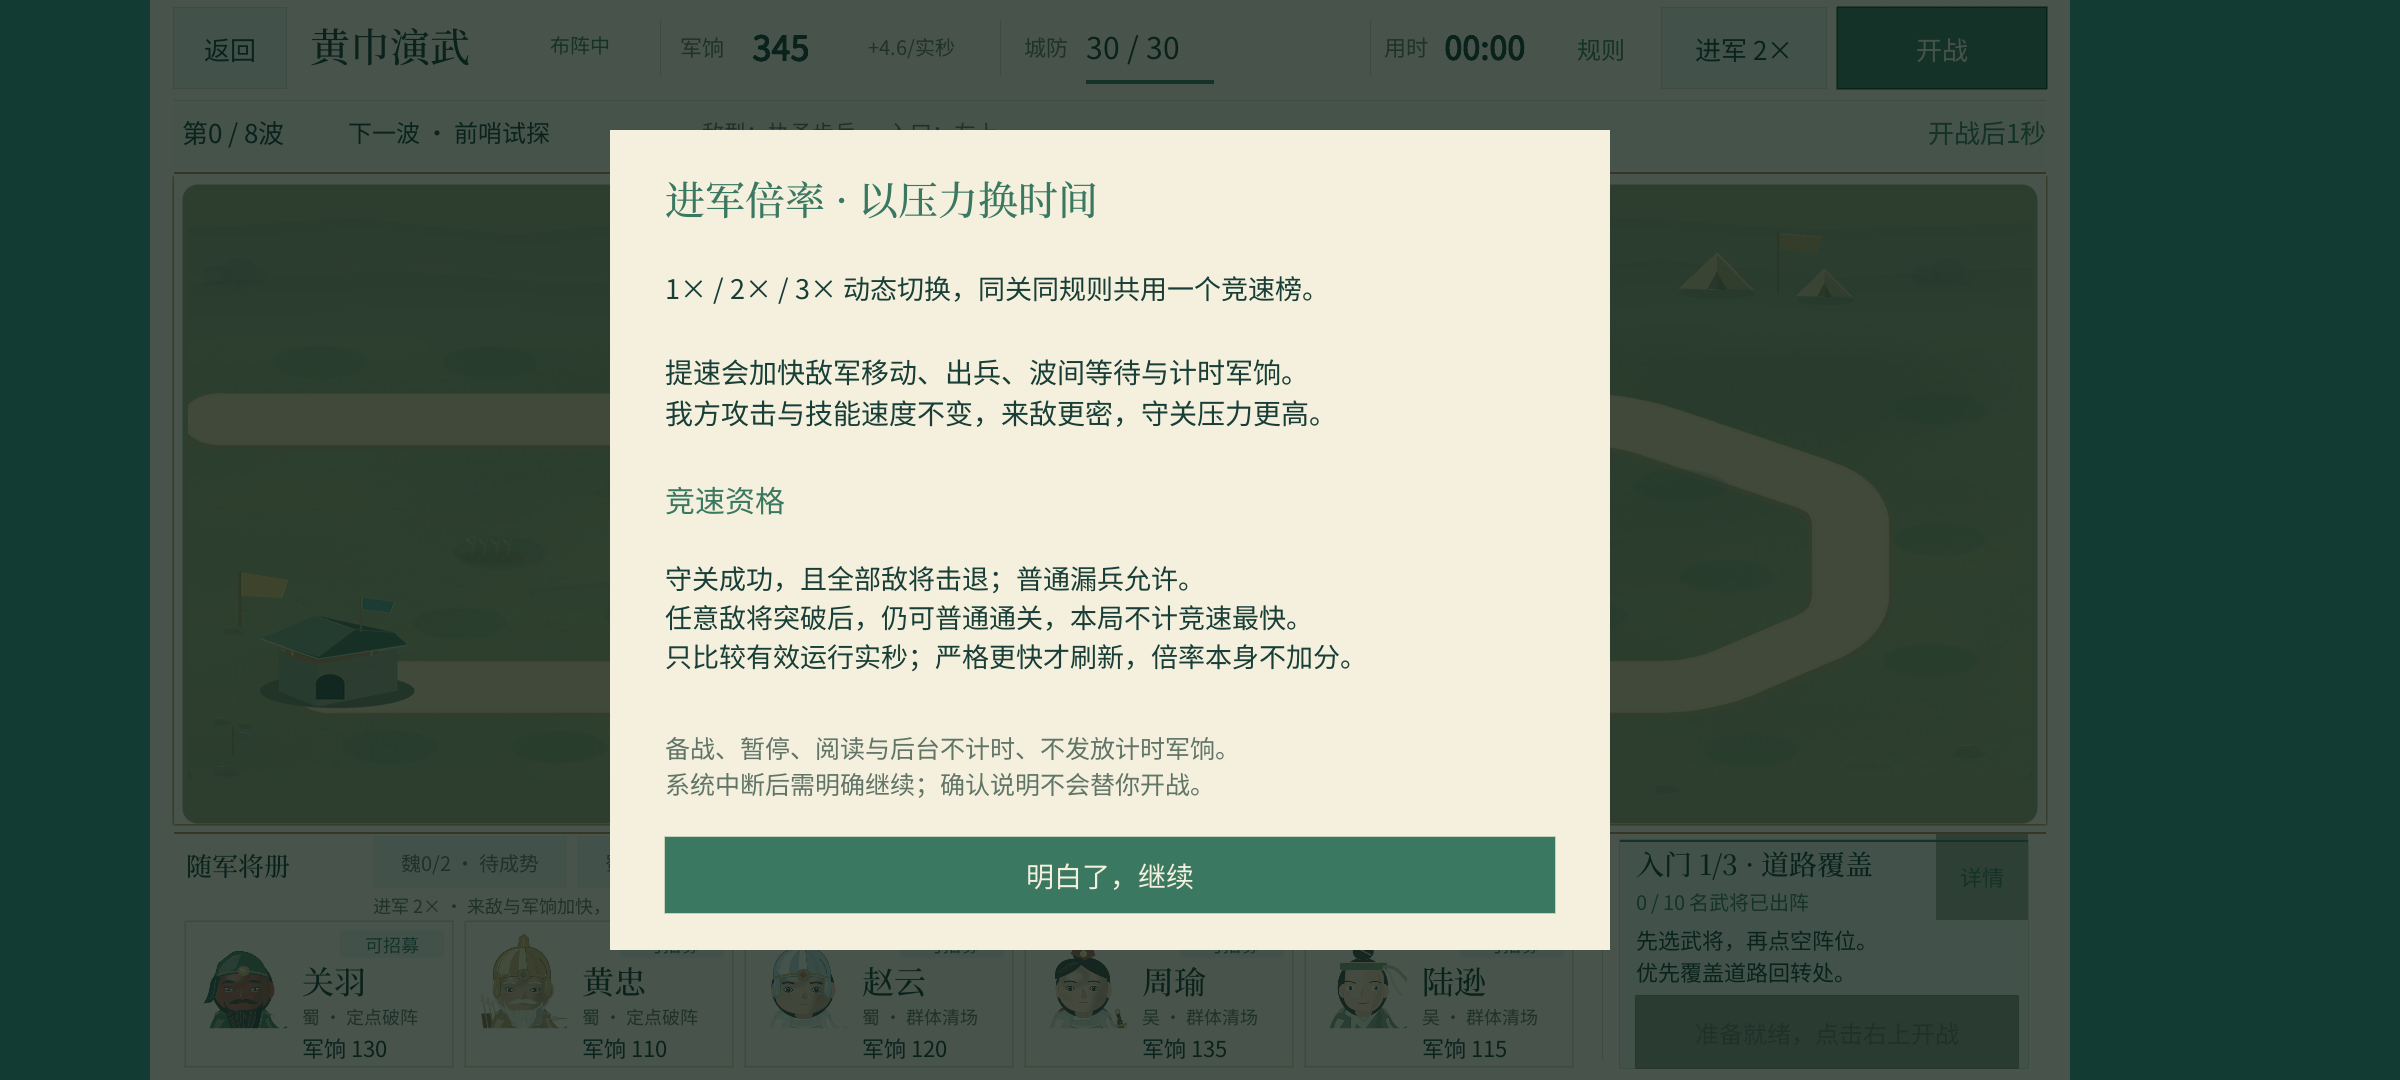 返回
黄巾演武
布阵中
军饷 345 +4.6/实秒
城防 30 / 30
用时 00:00
规则
进军 2×
开战
第0 / 8波
下一波 · 前哨试探
开战后1秒
进军倍率 · 以压力换时间
1× / 2× / 3× 动态切换，同关同规则共用一个竞速榜。
提速会加快敌军移动、出兵、波间等待与计时军饷。
我方攻击与技能速度不变，来敌更密，守关压力更高。
竞速资格
守关成功，且全部敌将击退；普通漏兵允许。
任意敌将突破后，仍可普通通关，本局不计竞速最快。
只比较有效运行实秒；严格更快才刷新，倍率本身不加分。
备战、暂停、阅读与后台不计时、不发放计时军饷。
系统中断后需明确继续；确认说明不会替你开战。
明白了，继续
随军将册
魏0/2 · 待成势
进军 2× · 来敌与军饷加快，
可招募
关羽
蜀 · 定点破阵
军饷 130
黄忠
蜀 · 定点破阵
军饷 110
赵云
蜀 · 群体清场
军饷 120
周瑜
吴 · 群体清场
军饷 135
陆逊
吴 · 群体清场
军饷 115
入门 1/3 · 道路覆盖
详情
0 / 10 名武将已出阵
先选武将，再点空阵位。
优先覆盖道路回转处。
准备就绪，点击右上开战